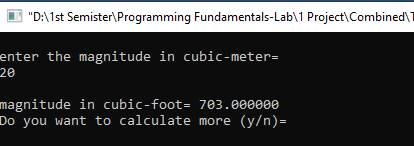 "D:\1st Semister\Programming Fundamentals-Lab\1 Project\Combined\
enter the magnitude in cubic-meter=
20
magnitude in cubic-foot= 703.000000
Do you want to calculate more (y/n)=